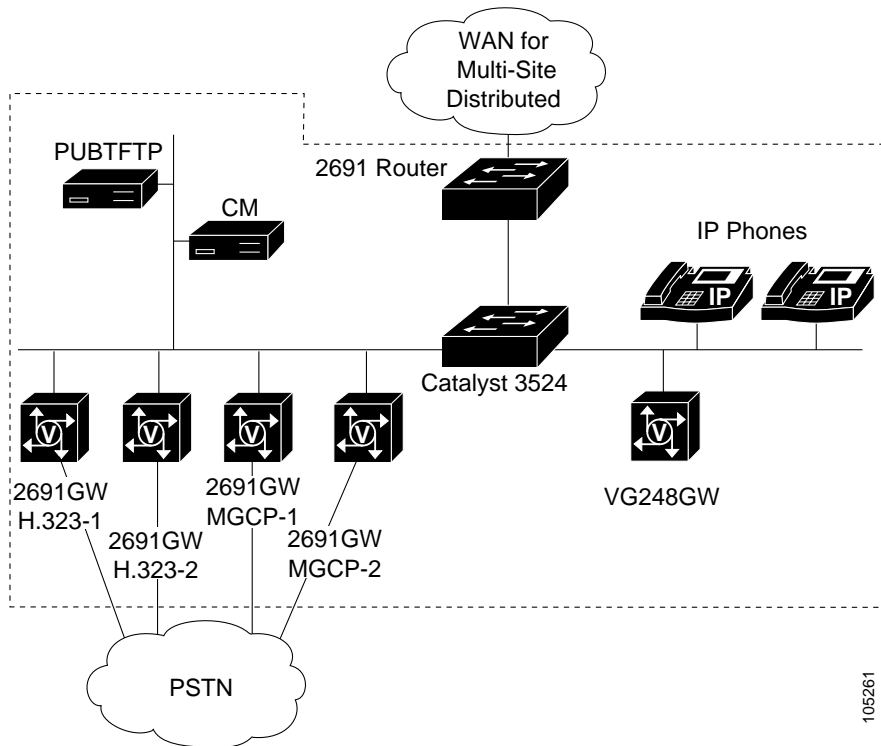 WAN for
Multi-Site
Distributed
PUBTFTP
2691 Router
CM
IP Phones
IP
IP
Catalyst 3524
V
V
V
V
V
2691GW
H.323-1
2691GW
H.323-2
2691GW
MGCP-1
2691GW
MGCP-2
VG248GW
PSTN
105261